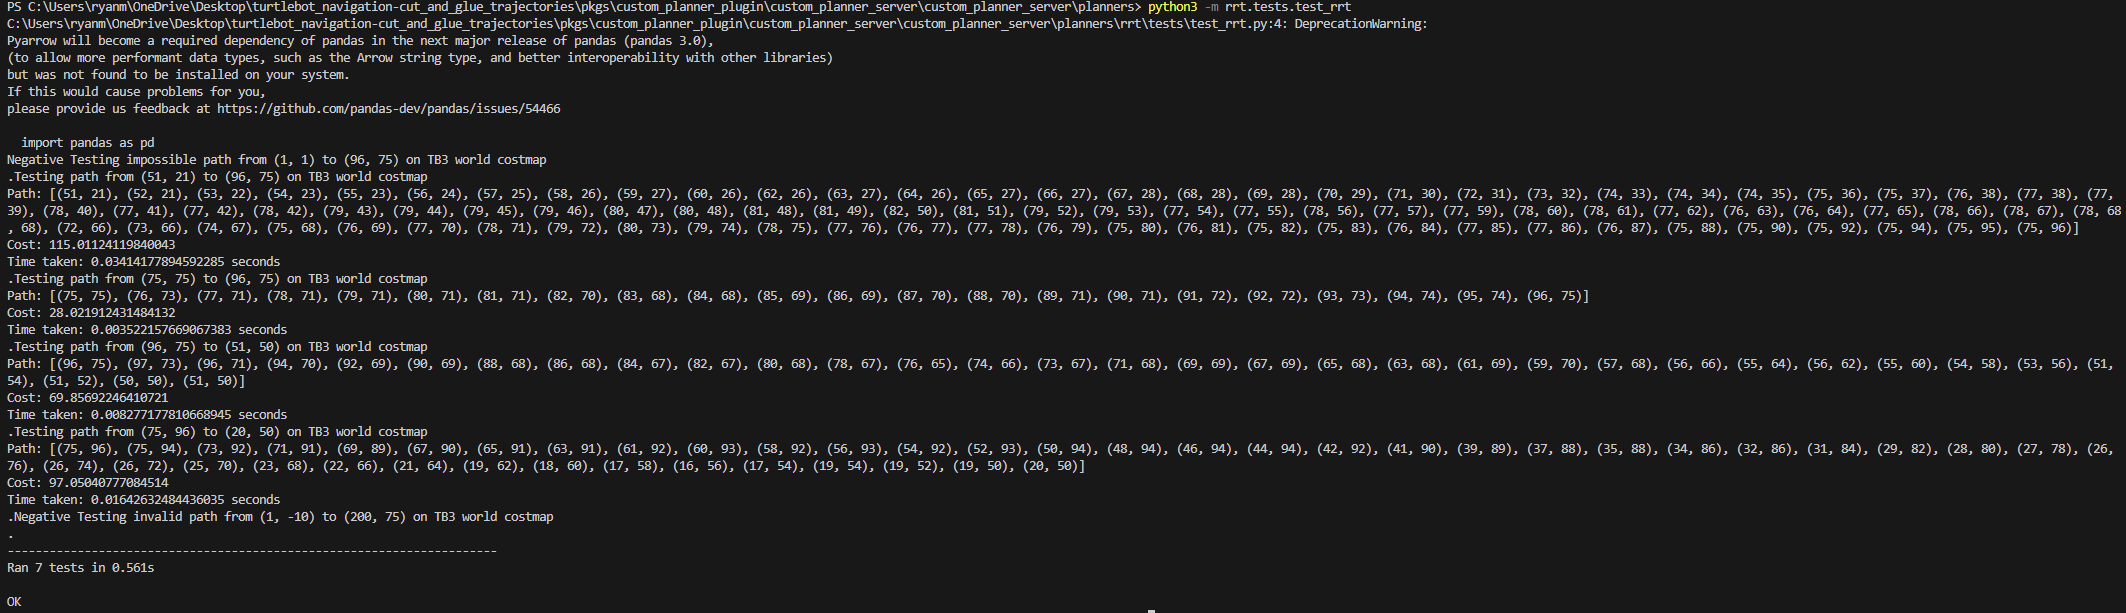 PS C:\Users\ryanm\OneDrive\Desktop\turtlebot_navigation-cut_and_glue_trajectories\pkgs\custom_planner_plugin\custom_planner_server\custom_planner_server\planners> python3 -m rrt.tests.test_rrt
C:\Users\ryanm\OneDrive\Desktop\turtlebot_navigation-cut_and_glue_trajectories\pkgs\custom_planner_plugin\custom_planner_server\custom_planner_server\planners\rrt\tests\test_rrt.py:4: DeprecationWarning:
Pyarrow will become a required dependency of pandas in the next major release of pandas (pandas 3.0),
(to allow more performant data types, such as the Arrow string type, and better interoperability with other libraries)
but was not found to be installed on your system.
If this would cause problems for you,
please provide us feedback at https://github.com/pandas-dev/pandas/issues/54466
import pandas as pd
Negative Testing impossible path from (1, 1) to (96, 75) on TB3 world costmap
.Testing path from (51, 21) to (96, 75) on TB3 world costmap
Path: [(51, 21), (52, 21), (53, 22), (54, 23), (55, 23), (56, 24), (57, 25), (58, 26), (59, 27), (60, 26), (62, 26), (63, 27), (64, 26), (65, 27), (66, 27), (67, 28), (68, 28), (69, 28), (70, 29), (71, 30), (72, 31), (73, 32), (74, 33), (74, 34), (74, 35), (75, 36), (75, 37), (76, 38), (77, 38), (77,
39), (78, 40), (77, 41), (77, 42), (78, 42), (79, 43), (79, 44), (79, 45), (79, 46), (80, 47), (80, 48), (81, 48), (81, 49), (82, 50), (81, 51), (79, 52), (79, 53), (77, 54), (77, 55), (78, 56), (77, 57), (77, 59), (78, 60), (78, 61), (77, 62), (76, 63), (76, 64), (77, 65), (78, 66), (78, 67), (78, 68
, 68), (72, 66), (73, 66), (74, 67), (75, 68), (76, 69), (77, 70), (78, 71), (79, 72), (80, 73), (79, 74), (78, 75), (77, 76), (76, 77), (77, 78), (76, 79), (75, 80), (76, 81), (75, 82), (75, 83), (76, 84), (77, 85), (77, 86), (76, 87), (75, 88), (75, 90), (75, 92), (75, 94), (75, 95), (75, 96)]
Cost: 115.01124119840043
Time taken: 0.03414177894592285 seconds
.Testing path from (75, 75) to (96, 75) on TB3 world costmap
Path: [(75, 75), (76, 73), (77, 71), (78, 71), (79, 71), (80, 71), (81, 71), (82, 70), (83, 68), (84, 68), (85, 69), (86, 69), (87, 70), (88, 70), (89, 71), (90, 71), (91, 72), (92, 72), (93, 73), (94, 74), (95, 74), (96, 75)]
Cost: 28.021912431484132
Time taken: 0.003522157669067383 seconds
.Testing path from (96, 75) to (51, 50) on TB3 world costmap
Path: [(96, 75), (97, 73), (96, 71), (94, 70), (92, 69), (90, 69), (88, 68), (86, 68), (84, 67), (82, 67), (80, 68), (78, 67), (76, 65), (74, 66), (73, 67), (71, 68), (69, 69), (67, 69), (65, 68), (63, 68), (61, 69), (59, 70), (57, 68), (56, 66), (55, 64), (56, 62), (55, 60), (54, 58), (53, 56), (51,
54), (51, 52), (50, 50), (51, 50)]
Cost: 69.85692246410721
Time taken: 0.008277177810668945 seconds
.Testing path from (75, 96) to (20, 50) on TB3 world costmap
Path: [(75, 96), (75, 94), (73, 92), (71, 91), (69, 89), (67, 90), (65, 91), (63, 91), (61, 92), (60, 93), (58, 92), (56, 93), (54, 92), (52, 93), (50, 94), (48, 94), (46, 94), (44, 94), (42, 92), (41, 90), (39, 89), (37, 88), (35, 88), (34, 86), (32, 86), (31, 84), (29, 82), (28, 80), (27, 78), (26,
76), (26, 74), (26, 72), (25, 70), (23, 68), (22, 66), (21, 64), (19, 62), (18, 60), (17, 58), (16, 56), (17, 54), (19, 54), (19, 52), (19, 50), (20, 50)]
Cost: 97.05040777084514
Time taken: 0.01642632484436035 seconds
.Negative Testing invalid path from (1, -10) to (200, 75) on TB3 world costmap
.
----------------------------------------------------------------------
Ran 7 tests in 0.561s
OK